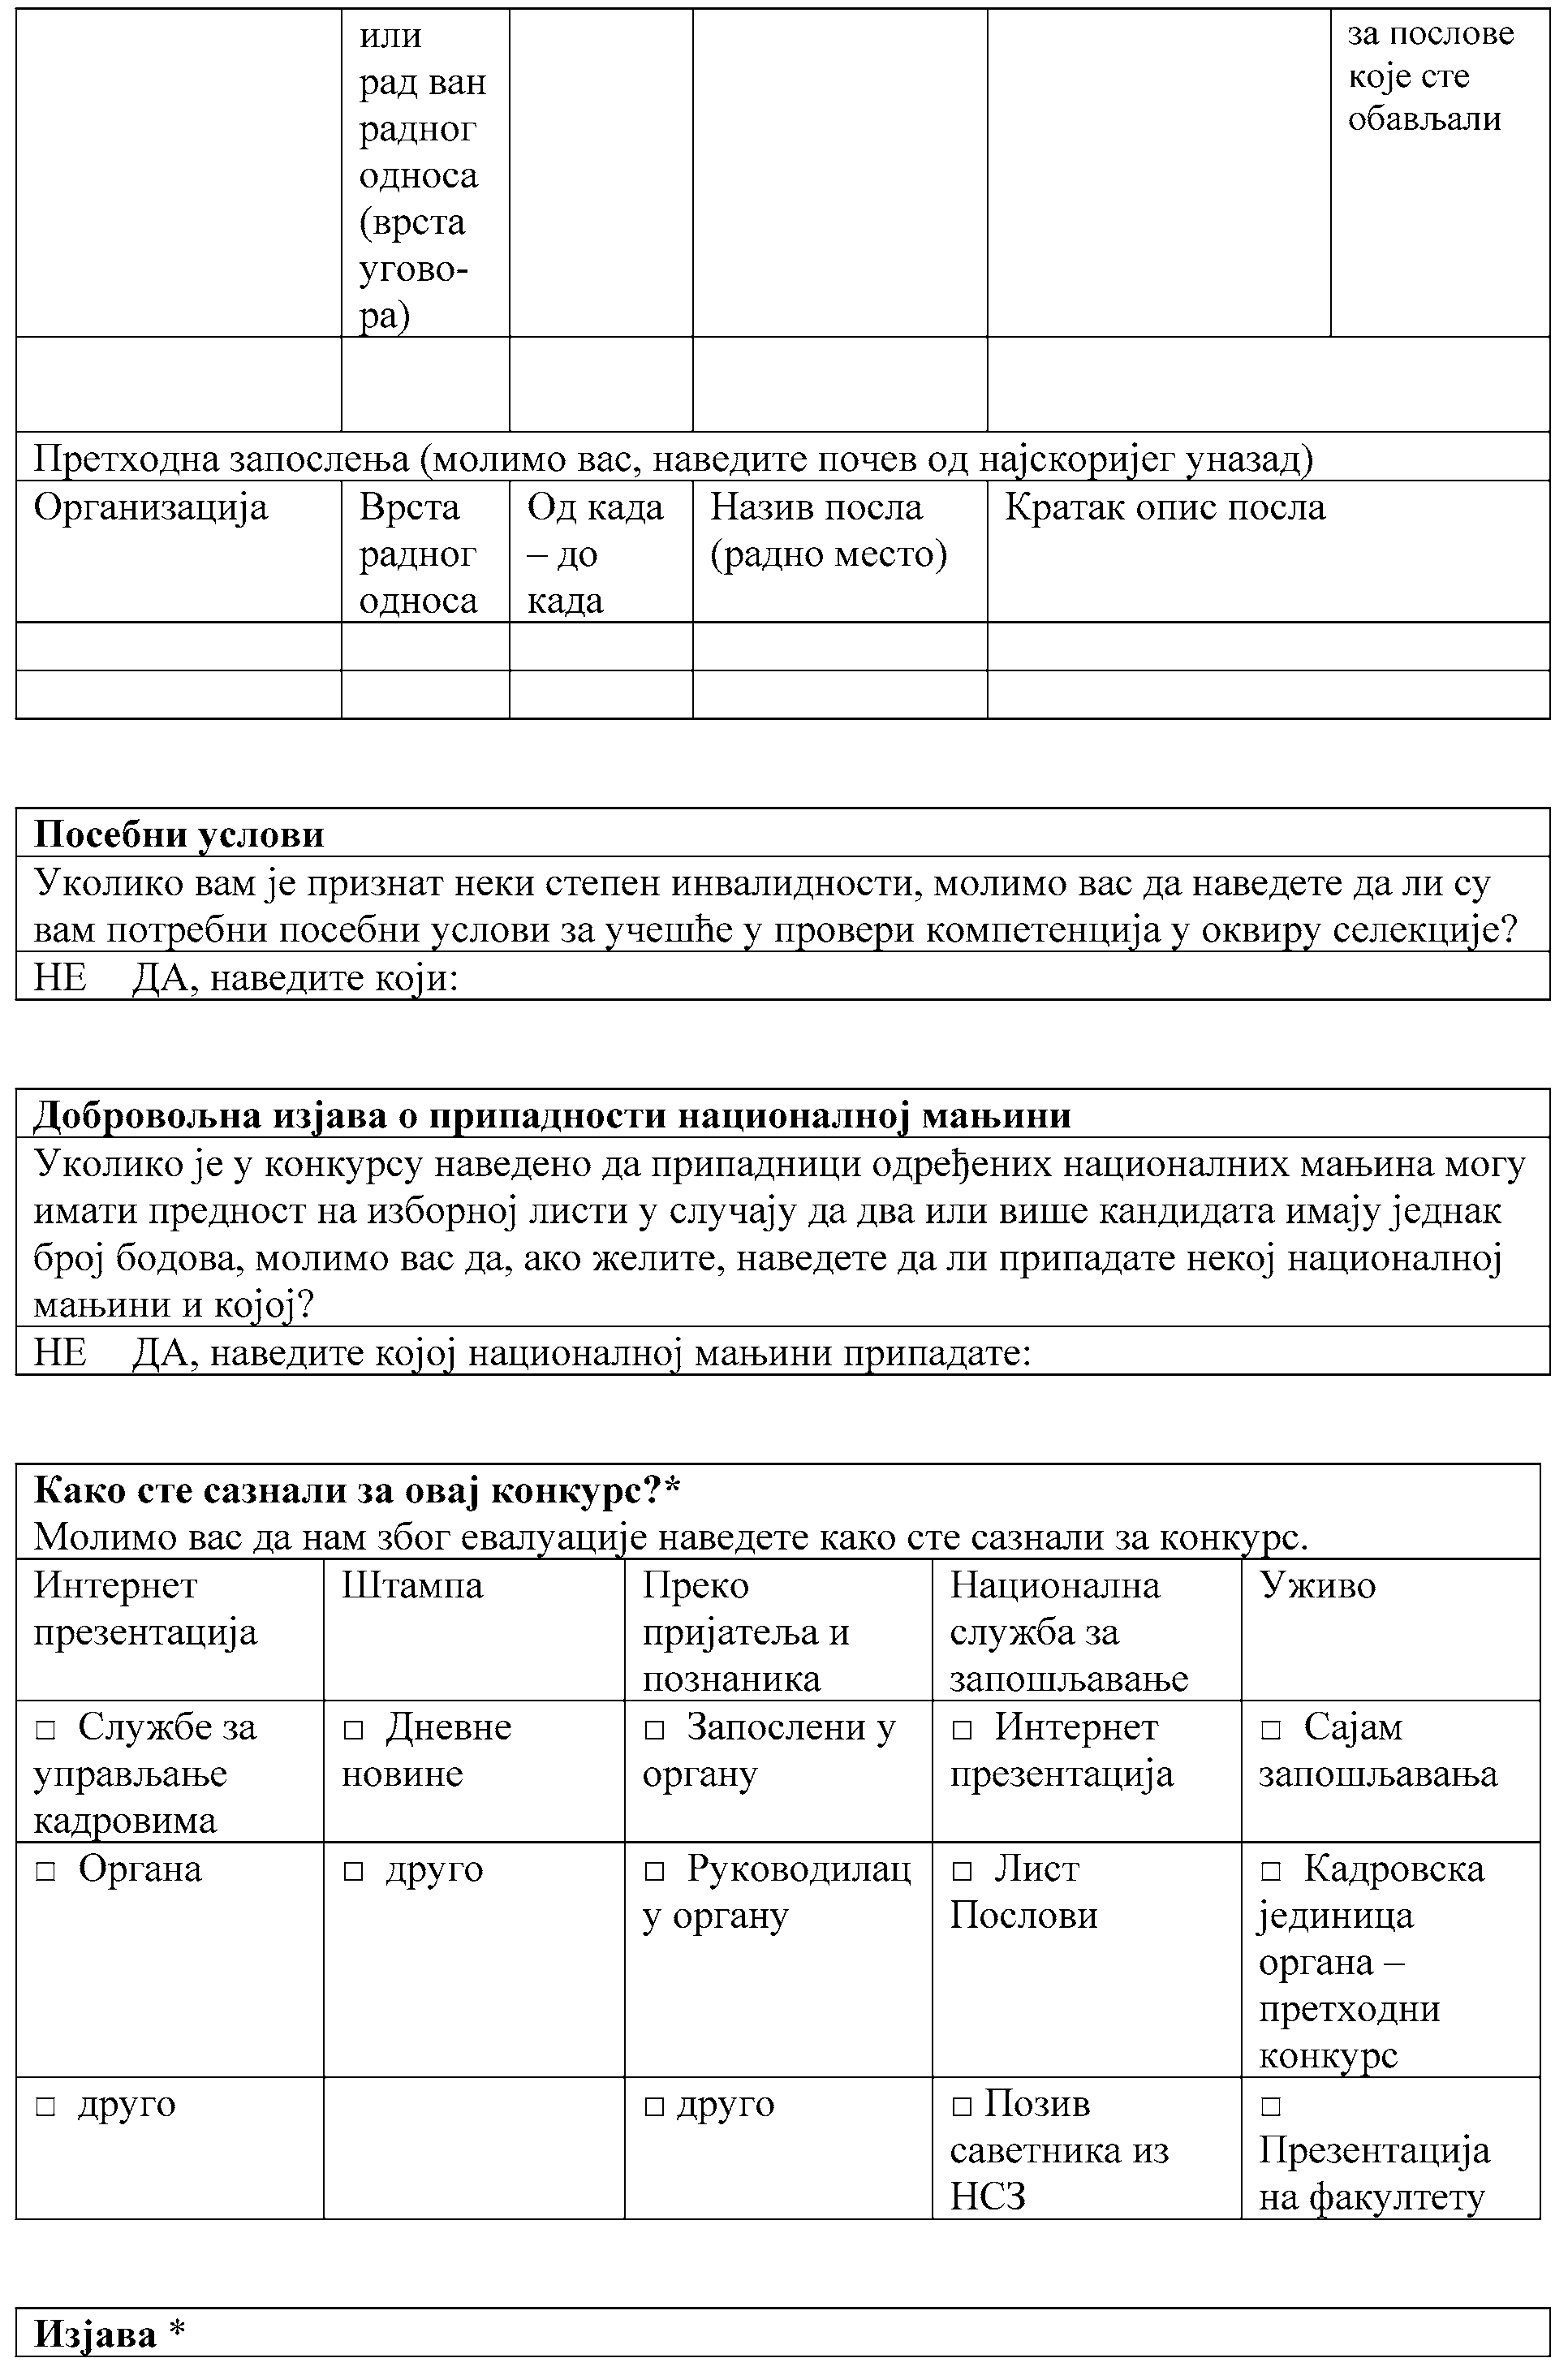 или
рад ван
радног
односа
(врста
угово-
ра)
за послове
које сте
обављали
Претходна запослења (молимо вас, наведите почев од најскоријег уназад)
Организација
Врста
радног
односа
Од када
– до
када
Назив посла
(радно место)
Кратак опис посла
Посебни услови
Уколико вам је признат неки степен инвалидности, молимо вас да наведете да ли су
вам потребни посебни услови за учешће у провери компетенција у оквиру селекције?
НЕ ДА, наведите који:
Добровољна изјава о припадности националној мањини
Уколико је у конкурсу наведено да припадници одређених националних мањина могу
имати предност на изборној листи у случају да два или више кандидата имају једнак
број бодова, молимо вас да, ако желите, наведете да ли припадате некој националној
мањини и којој?
НЕ ДА, наведите којој националној мањини припадате:
Како сте сазнали за овај конкурс?*
Молимо вас да нам због евалуације наведете како сте сазнали за конкурс.
Интернет
презентација
Штампа
Преко
пријатеља и
познаника
Национална
служба за
запошљавање
Уживо
□ Службе за
управљање
кадровима
□ Дневне
новине
□ Запослени у
органу
□ Интернет
презентација
□ Сајам
запошљавања
□ Органа
□ друго
□ Руководилац
у органу
□ Лист
Послови
□ Кадровска
јединица
органа –
претходни
конкурс
□ друго
□ друго
□ Позив
саветника из
НСЗ
□
Презентација
на факултету
Изјава *